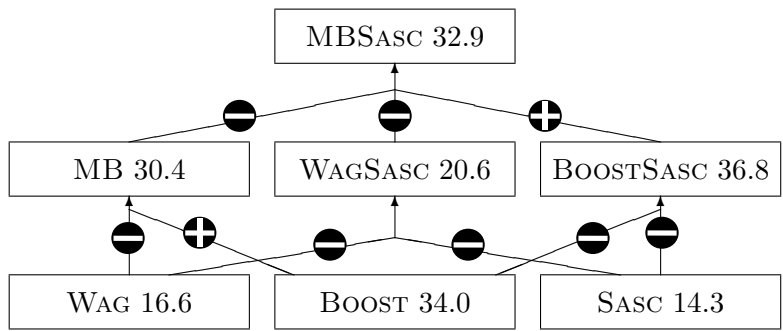 MBSASC 32.9
MB 30.4
WAGSASC 20.6
BOOSTSASC 36.8
WAG 16.6
BOOST 34.0
SASC 14.3